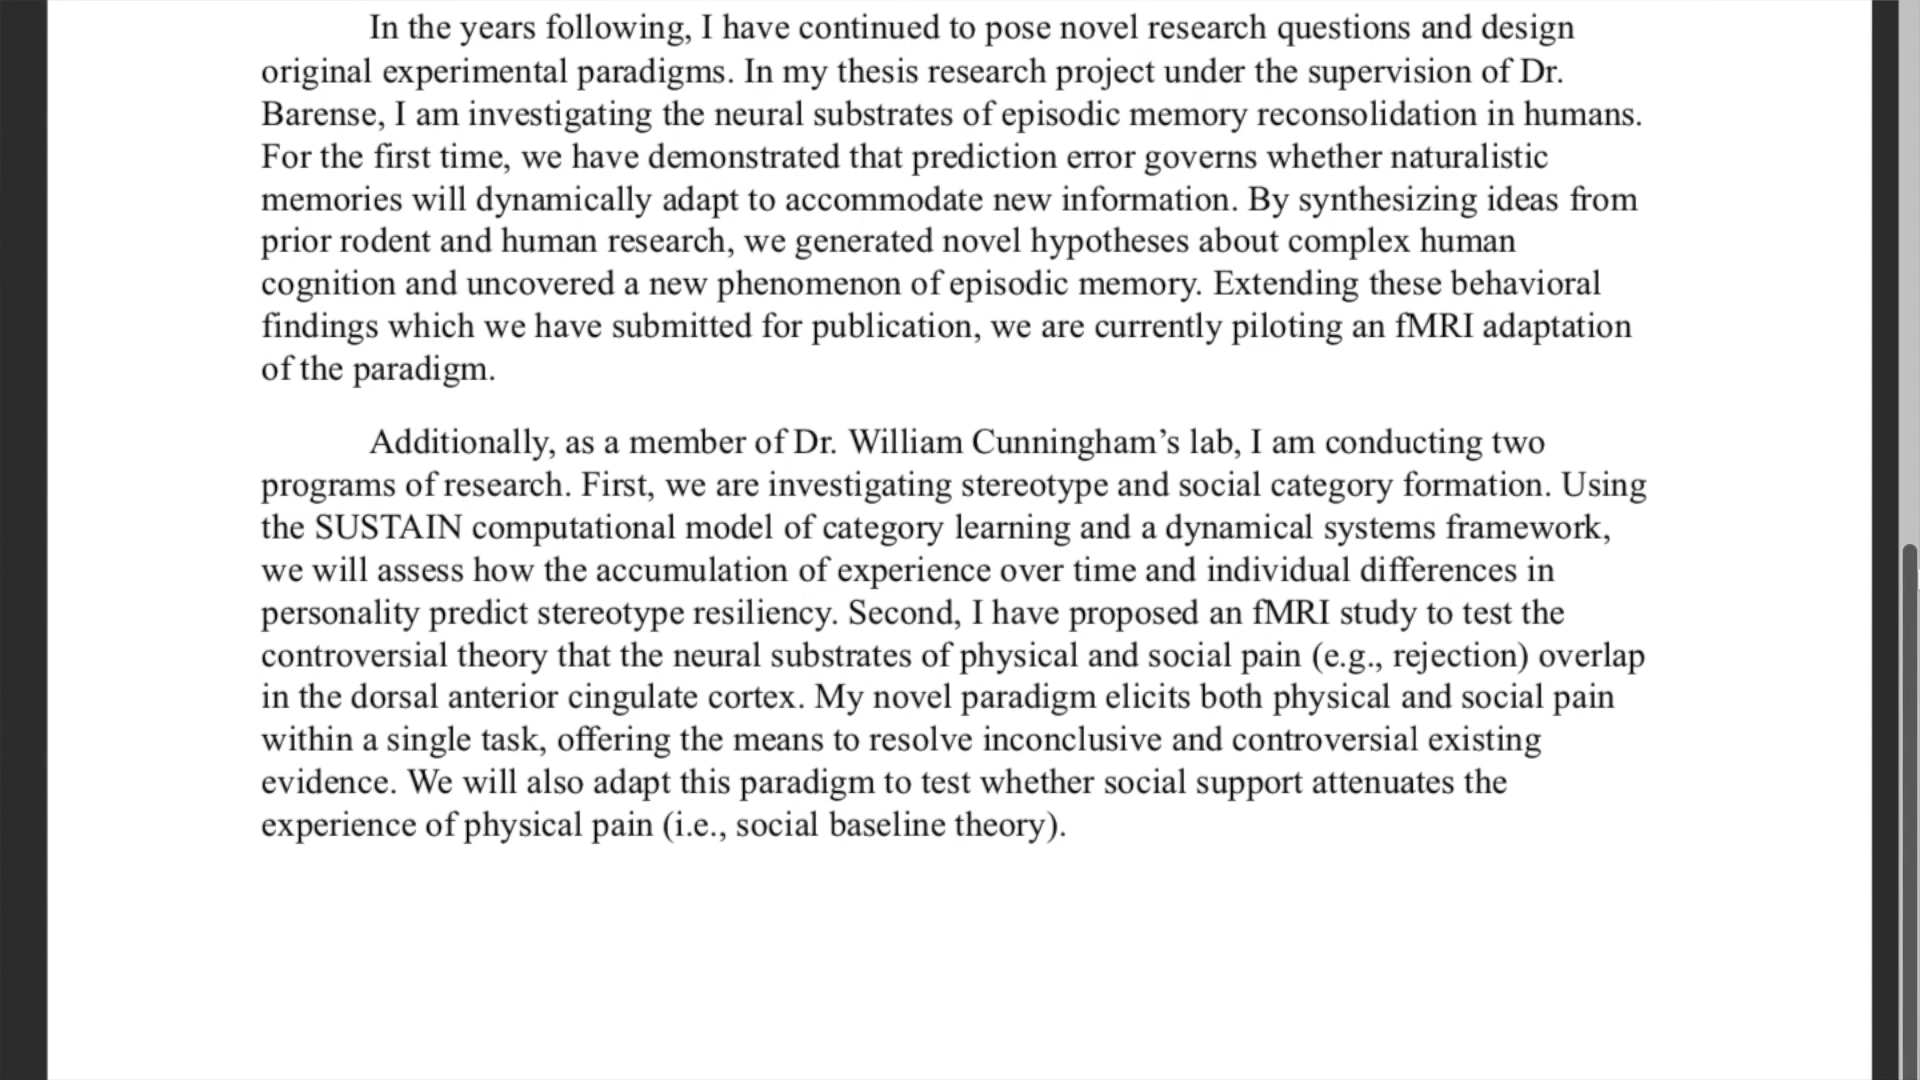 In the years following, I have continued to pose novel research questions and design
original experimental paradigms. In my thesis research project under the supervision of Dr.
Barense, I am investigating the neural substrates of episodic memory reconsolidation in humans.
For the first time, we have demonstrated that prediction error governs whether naturalistic
memories will dynamically adapt to accommodate new information. By synthesizing ideas from
prior rodent and human research, we generated novel hypotheses about complex human
cognition and uncovered a new phenomenon of episodic memory. Extending these behavioral
findings which we have submitted for publication, we are currently piloting an fMRI adaptation
of the paradigm.
Additionally, as a member of Dr. William Cunningham’s lab, I am conducting two
programs of research. First, we are investigating stereotype and social category formation. Using
the SUSTAIN computational model of category learning and a dynamical systems framework,
we will assess how the accumulation of experience over time and individual differences in
personality predict stereotype resiliency. Second, I have proposed an fMRI study to test the
controversial theory that the neural substrates of physical and social pain (e.g., rejection) overlap
in the dorsal anterior cingulate cortex. My novel paradigm elicits both physical and social pain
within a single task, offering the means to resolve inconclusive and controversial existing
evidence. We will also adapt this paradigm to test whether social support attenuates the
experience of physical pain (i.e., social baseline theory).